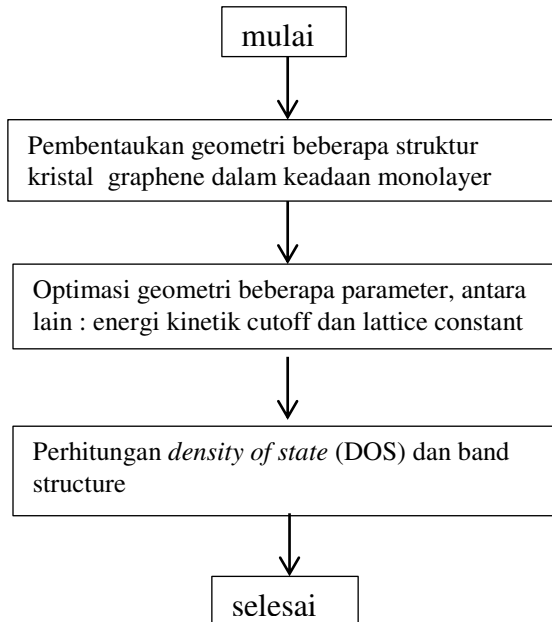 mulai
Pembentaukan geometri beberapa struktur
kristal graphene dalam keadaan monolayer
Optimasi geometri beberapa parameter, antara
lain : energi kinetik cutoff dan lattice constant
Perhitungan density of state (DOS) dan band
structure
selesai